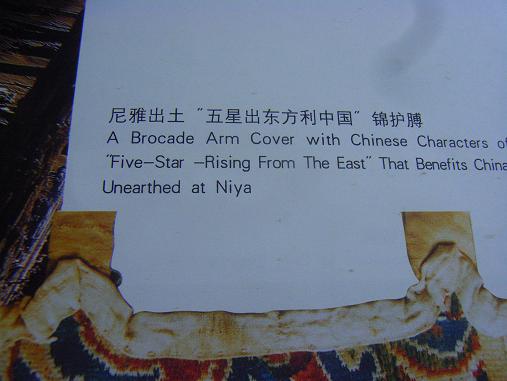 尼雅出土 "五星出东方利中国" 锦护膊
A Brocade Arm Cover with Chinese Characters of
"Five-Star -Rising From The East" That Benefits China
Unearthed at Niya